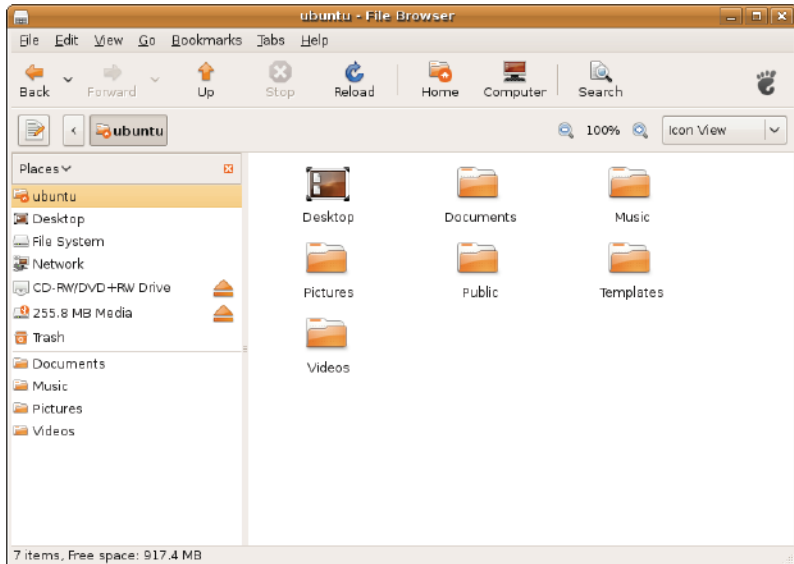 ubuntu - File Browser
File Edit View Go Bookmarks Tabs Help
Back Forward Up Stop Reload Home Computer Search
ubuntu 100% Icon View
Places
ubuntu
Desktop
File System
Network
CD-RW/DVD+RW Drive
255.8 MB Media
Trash
Documents
Music
Pictures
Videos
Desktop Documents Music
Pictures Public Templates
Videos
7 items, Free space: 917.4 MB